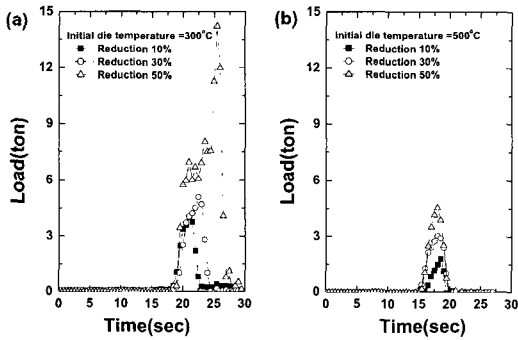 (a)
Initial die temperature =300°C
Reduction 10%
Reduction 30%
Reduction 50%
Load(ton)
15
12
9
6
3
0
0 5 10 15 20 25 30
Time(sec)
(b)
Initial die temperature =500°C
Reduction 10%
Reduction 30%
Reduction 50%
Load(ton)
15
12
9
6
3
0
0 5 10 15 20 25 30
Time(sec)